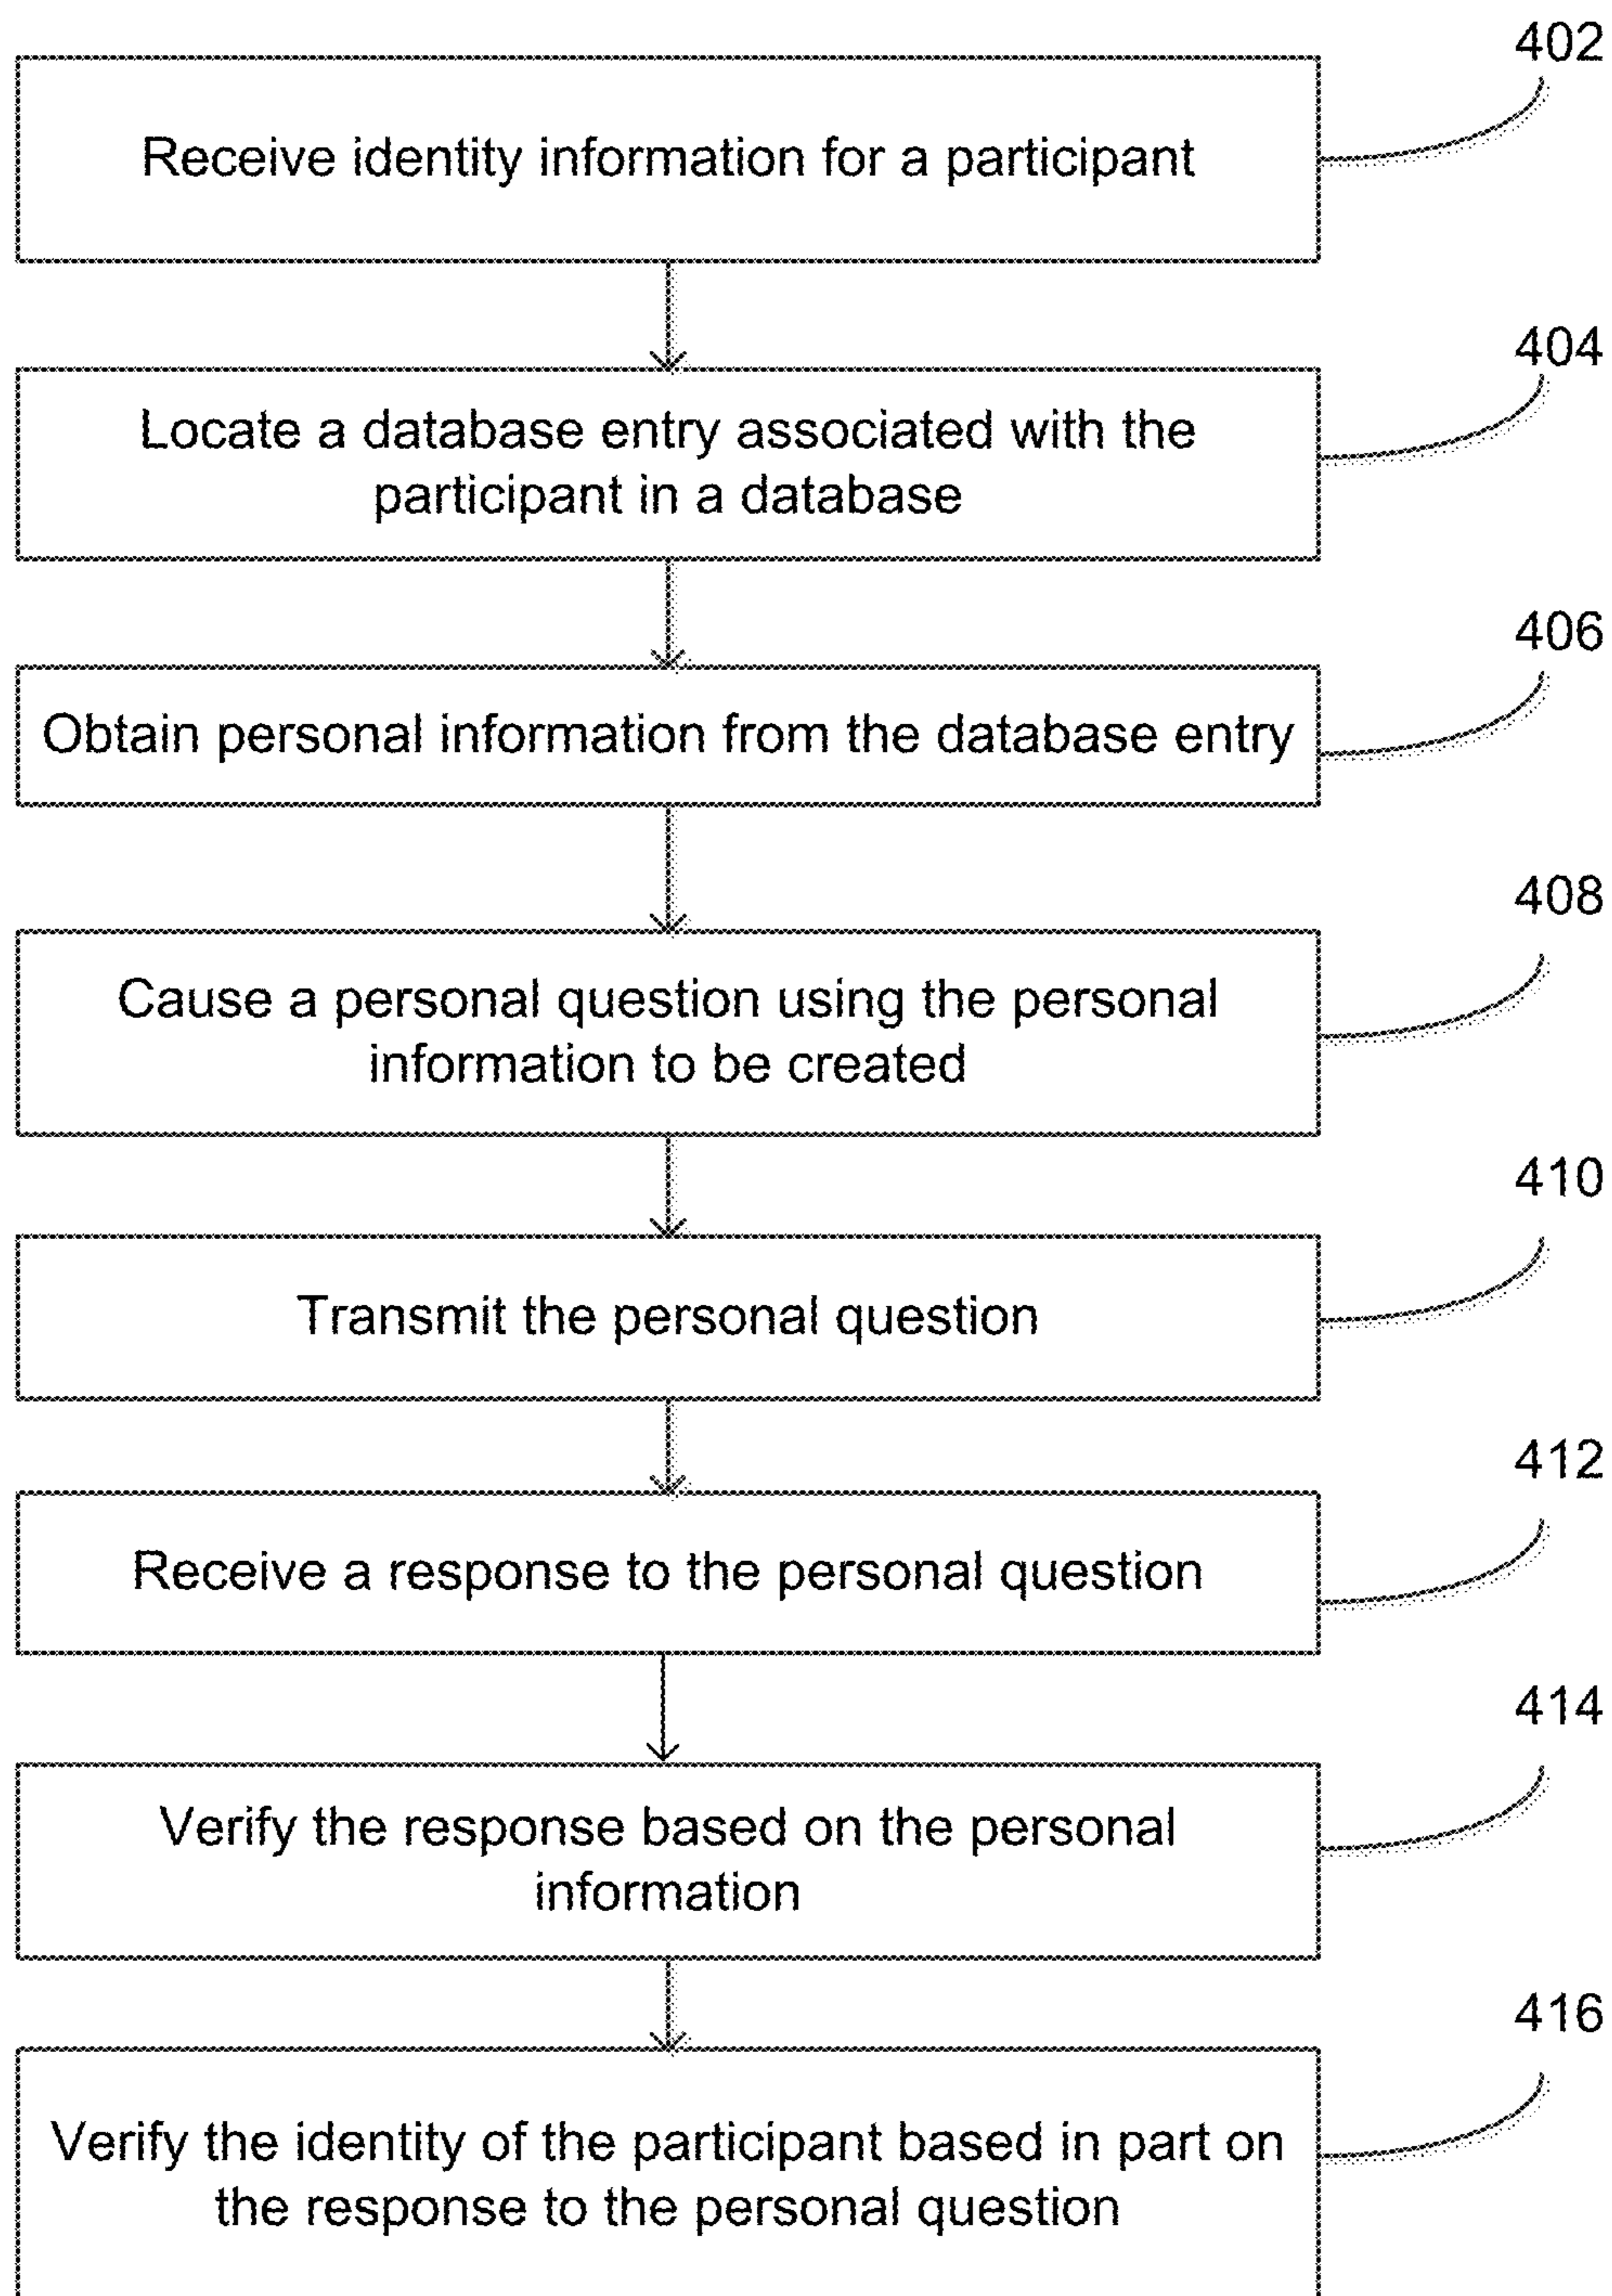 402
Receive identity information for a participant
404
Locate a database entry associated with the
participant in a database
406
Obtain personal information from the database entry
408
Cause a personal question using the personal
information to be created
410
Transmit the personal question
412
Receive a response to the personal question
414
Verify the response based on the personal
information
416
Verify the identity of the participant based in part on
the response to the personal question